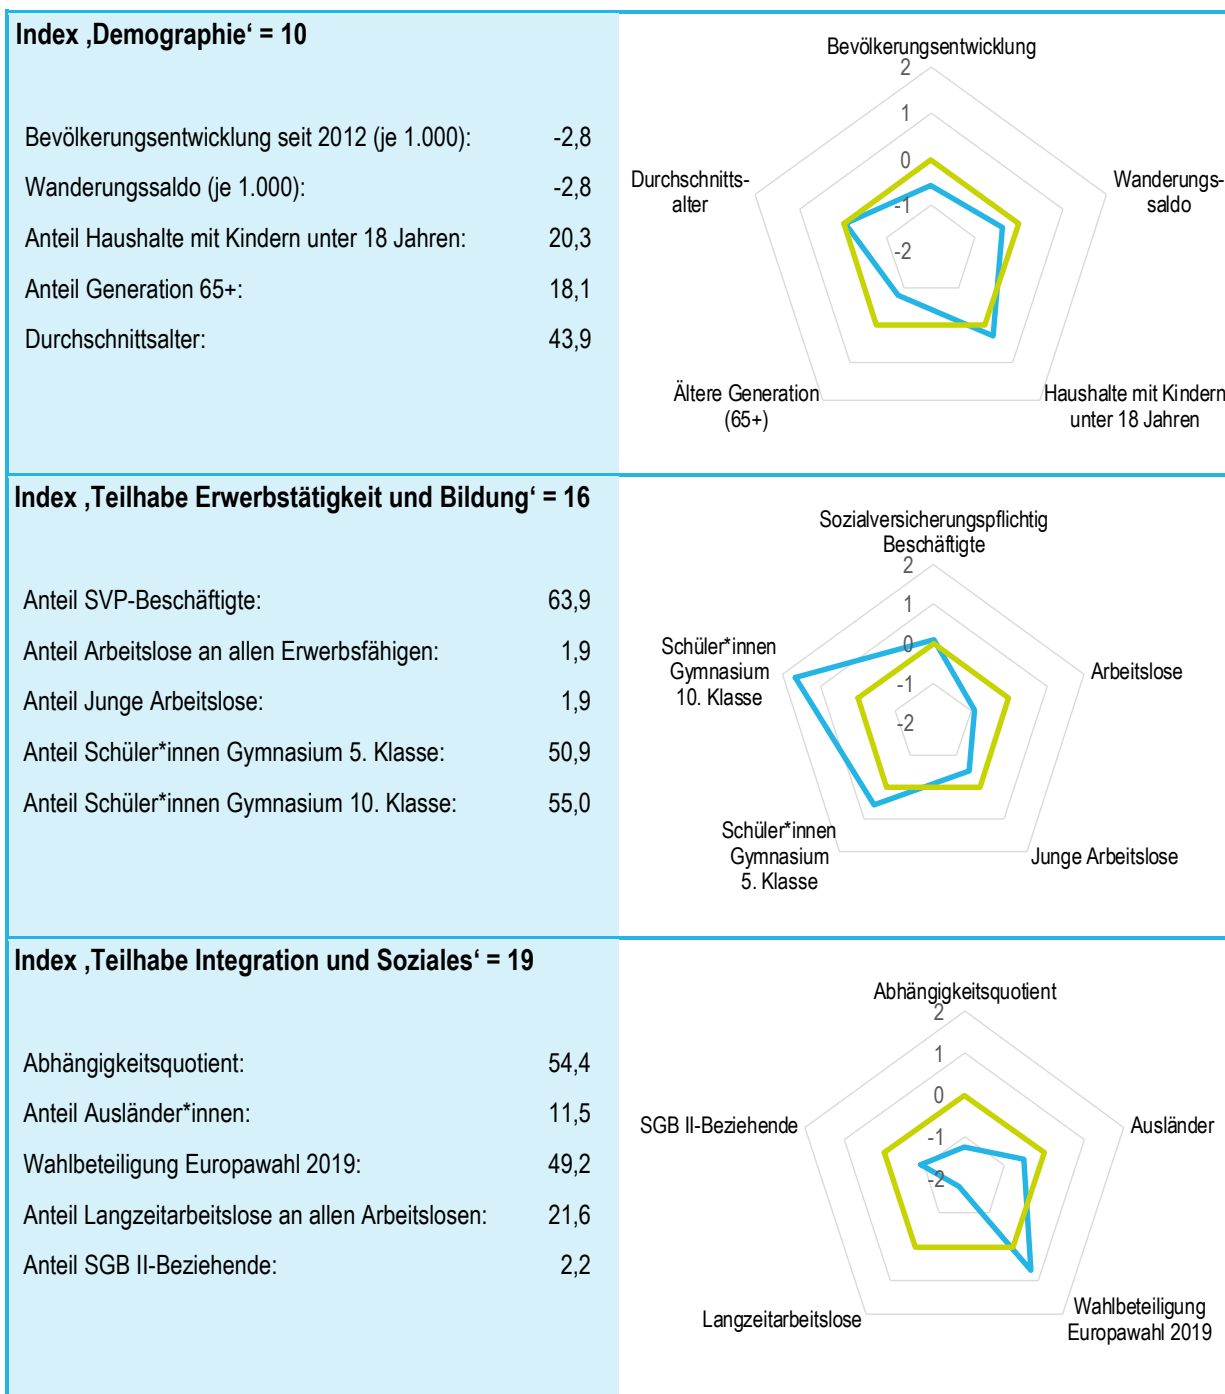 Index ‚Demographie‘ = 10
Bevölkerungsentwicklung seit 2012 (je 1.000): -2,8
Wanderungssaldo (je 1.000): -2,8
Anteil Haushalte mit Kindern unter 18 Jahren: 20,3
Anteil Generation 65+: 18,1
Durchschnittsalter: 43,9
Bevölkerungsentwicklung
2
1
0
-1
-2
Durchschnitts-
alter
Wanderungs-
saldo
Ältere Generation
(65+)
Haushalte mit Kindern
unter 18 Jahren
Index ‚Teilhabe Erwerbstätigkeit und Bildung‘ = 16
Anteil SVP-Beschäftigte: 63,9
Anteil Arbeitslose an allen Erwerbsfähigen: 1,9
Anteil Junge Arbeitslose: 1,9
Anteil Schüler*innen Gymnasium 5. Klasse: 50,9
Anteil Schüler*innen Gymnasium 10. Klasse: 55,0
Sozialversicherungspflichtig
Beschäftigte
2
1
0
-1
-2
Schüler*innen
Gymnasium
10. Klasse
Arbeitslose
Schüler*innen
Gymnasium
5. Klasse
Junge Arbeitslose
Index ‚Teilhabe Integration und Soziales‘ = 19
Abhängigkeitsquotient: 54,4
Anteil Ausländer*innen: 11,5
Wahlbeteiligung Europawahl 2019: 49,2
Anteil Langzeitarbeitslose an allen Arbeitslosen: 21,6
Anteil SGB II-Beziehende: 2,2
Abhängigkeitsquotient
2
1
0
-1
-2
SGB II-Beziehende
Ausländer
Langzeitarbeitslose
Wahlbeteiligung
Europawahl 2019